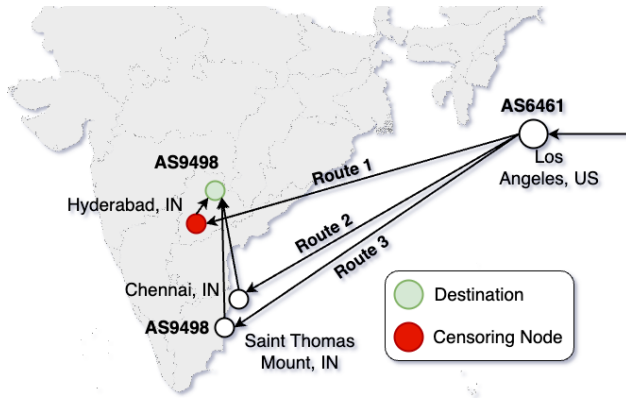 AS6461
Los
Angeles, US
AS9498
Route 1
Hyderabad, IN
Route 2
Route 3
Chennai, IN
AS9498
Saint Thomas
Mount, IN
Destination
Censoring Node